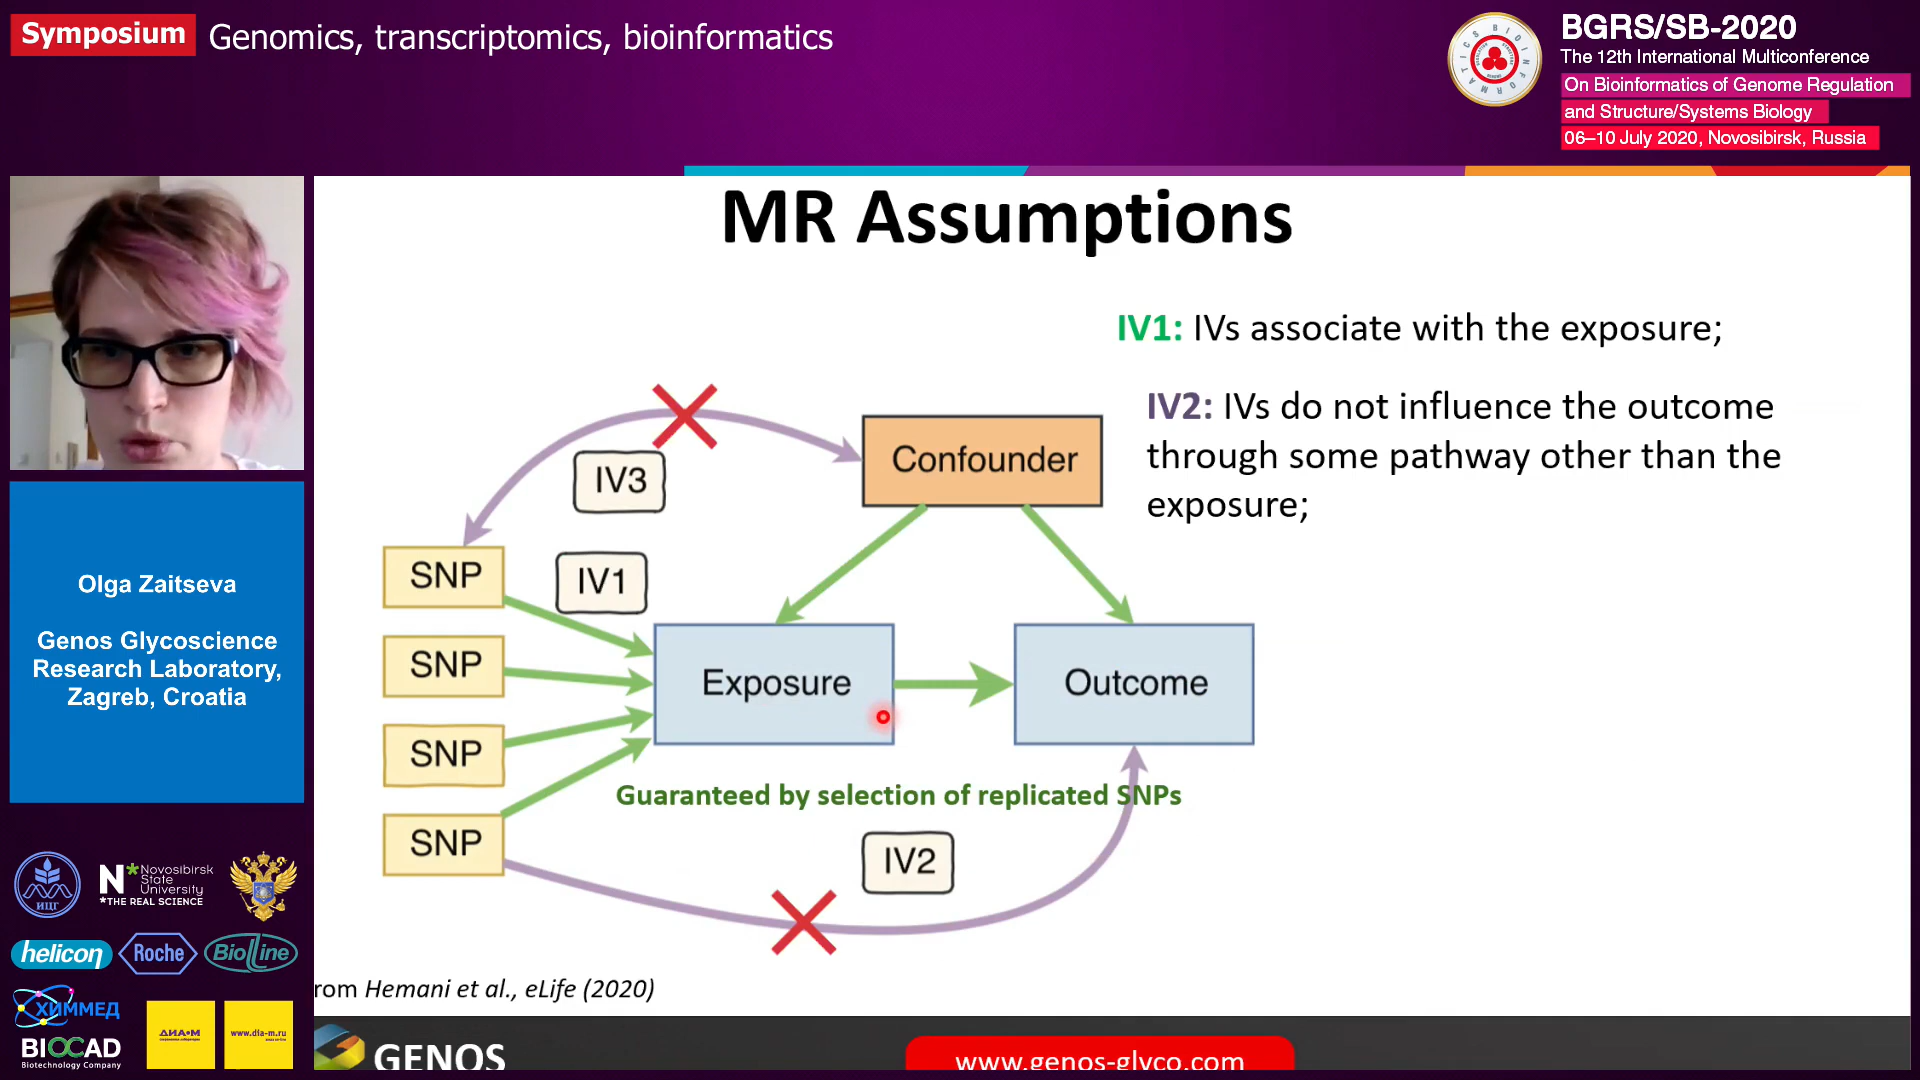 Symposium
Genomics, transcriptomics, bioinformatics
BGRS/SB-2020
The 12th International Multiconference
On Bioinformatics of Genome Regulation
and Structure/Systems Biology
06–10 July 2020, Novosibirsk, Russia
MR Assumptions
IV1: IVs associate with the exposure;
IV2: IVs do not influence the outcome
through some pathway other than the
exposure;
Confounder
IV3
SNP
IV1
SNP
Exposure
Outcome
SNP
Guaranteed by selection of replicated SNPs
SNP
IV2
rom Hemani et al., eLife (2020)
GENOS
www.genos-glyco.com
Olga Zaitseva
Genos Glycoscience
Research Laboratory,
Zagreb, Croatia
ИЦГ
N*Novosibirsk
State
University
*THE REAL SCIENCE
helicon
Roche
BioLine
ХИММЕД
ДИА•М
www.dia-m.ru
BIOCAD
Biotechnology Company